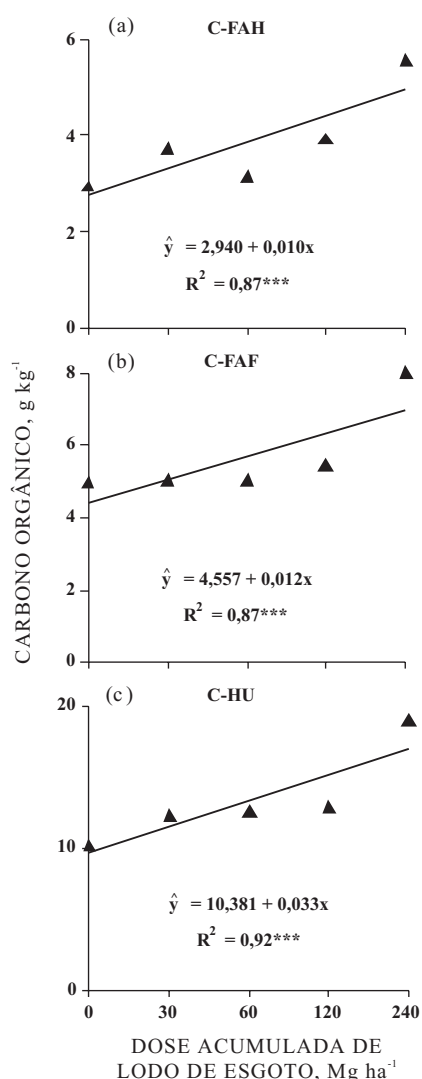 (a) C-FAH
6
4
2
0
ŷ = 2,940 + 0,010x
R² = 0,87***
(b) C-FAF
8
6
4
2
0
ŷ = 4,557 + 0,012x
R² = 0,87***
(c) C-HU
20
10
0
ŷ = 10,381 + 0,033x
R² = 0,92***
0 30 60 120 240
CARBONO ORGÂNICO, g kg⁻¹
DOSE ACUMULADA DE
LODO DE ESGOTO, Mg ha⁻¹